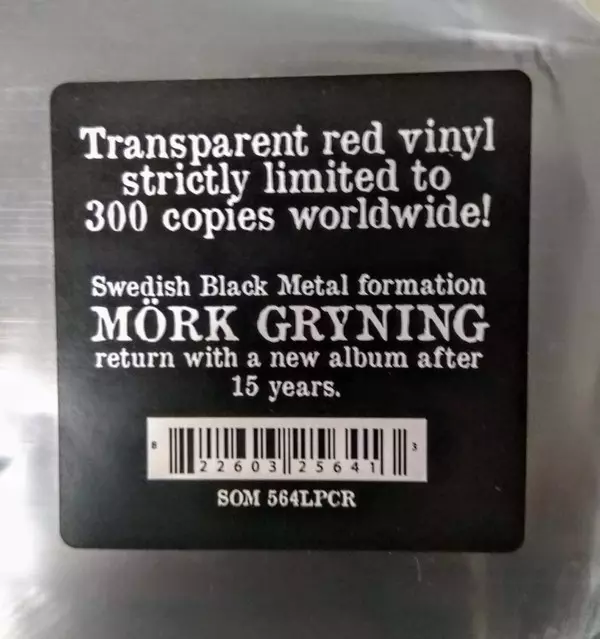 Transparent red vinyl
strictly limited to
300 copies worldwide!
Swedish Black Metal formation
MÖRK GRYNING
return with a new album after
15 years.
8 22603 25641 3
SOM 564LPCR